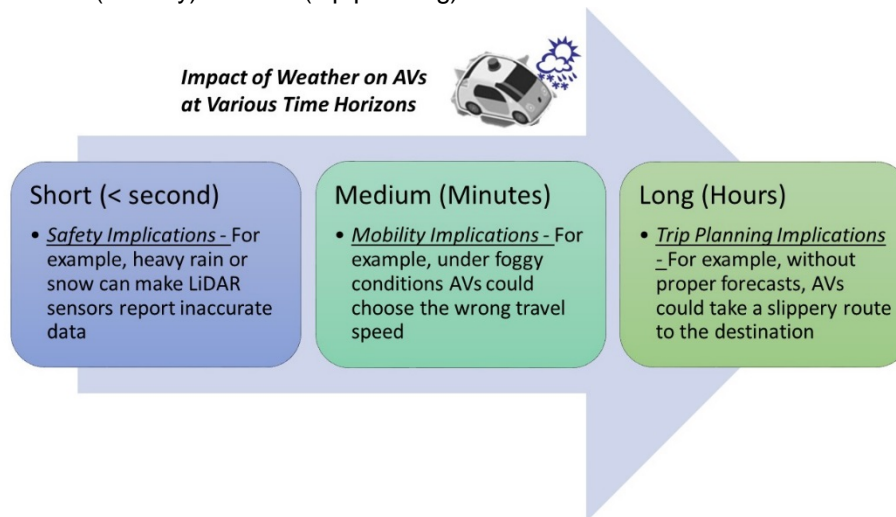 Impact of Weather on AVs
at Various Time Horizons
Short (< second)
• Safety Implications - For
example, heavy rain or
snow can make LiDAR
sensors report inaccurate
data
Medium (Minutes)
• Mobility Implications - For
example, under foggy
conditions AVs could
choose the wrong travel
speed
Long (Hours)
• Trip Planning Implications
- For example, without
proper forecasts, AVs
could take a slippery route
to the destination